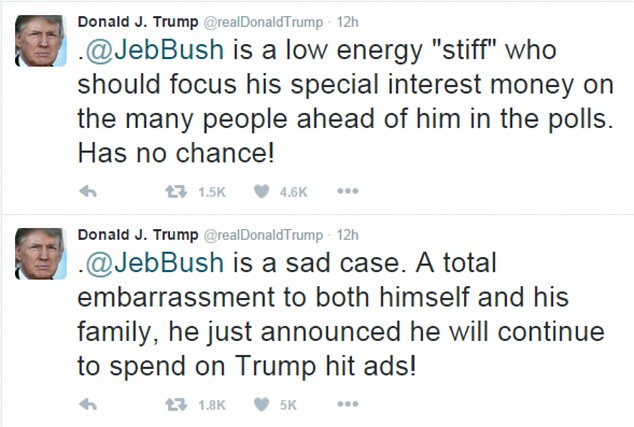 Donald J. Trump @realDonaldTrump · 12h
.@JebBush is a low energy "stiff" who
should focus his special interest money on
the many people ahead of him in the polls.
Has no chance!
1.5K 4.6K
Donald J. Trump @realDonaldTrump · 12h
.@JebBush is a sad case. A total
embarrassment to both himself and his
family, he just announced he will continue
to spend on Trump hit ads!
1.8K 5K